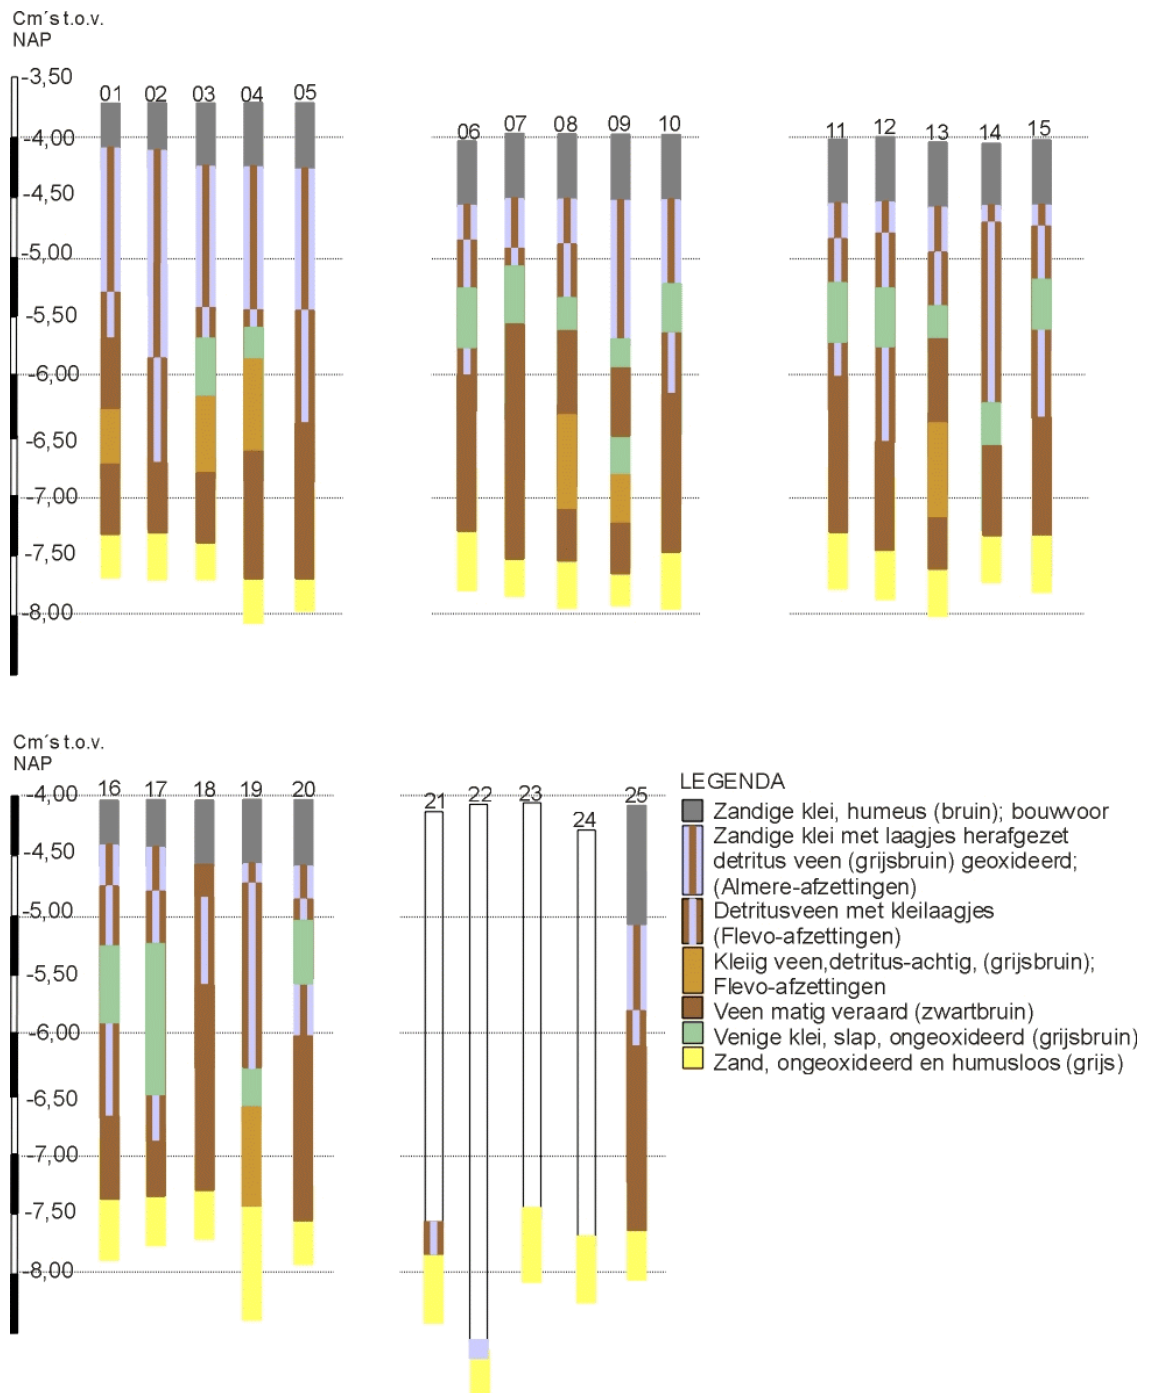 Cm´s t.o.v.
NAP
-3,50
01 02 03 04 05
06 07 08 09 10
11 12 13 14 15
-4,00
-4,50
-5,00
-5,50
-6,00
-6,50
-7,00
-7,50
-8,00
Cm´s t.o.v.
NAP
16 17 18 19 20
21 22 23 24 25
-4,00
-4,50
-5,00
-5,50
-6,00
-6,50
-7,00
-7,50
-8,00
LEGENDA
Zandige klei, humeus (bruin); bouwvoor
Zandige klei met laagjes herafgezet
detritus veen (grijsbruin) geoxideerd;
(Almere-afzettingen)
Detritusveen met kleilaagjes
(Flevo-afzettingen)
Kleiig veen,detritus-achtig, (grijsbruin);
Flevo-afzettingen
Veen matig veraard (zwartbruin)
Venige klei, slap, ongeoxideerd (grijsbruin)
Zand, ongeoxideerd en humusloos (grijs)